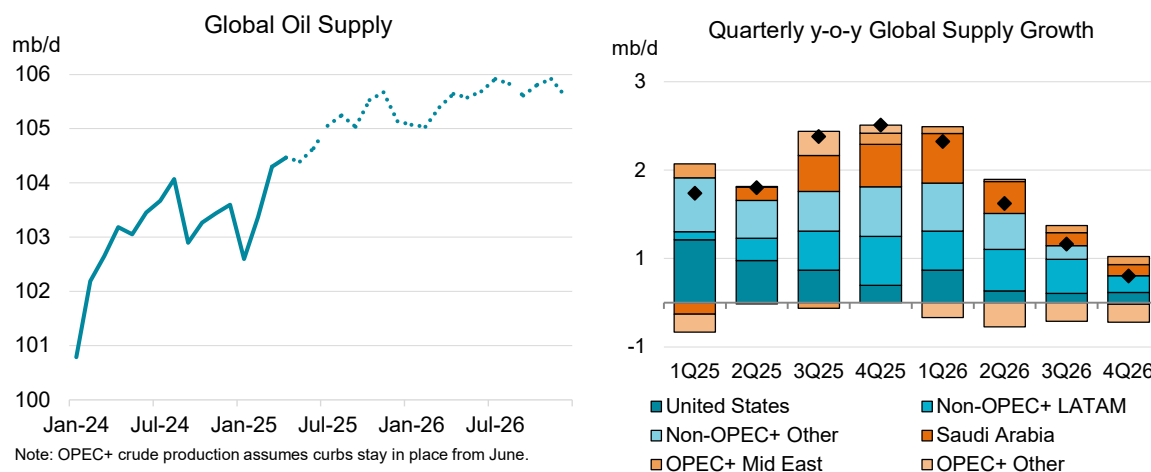 Global Oil Supply
mb/d
106
105
104
103
102
101
100
Jan-24 Jul-24 Jan-25 Jul-25 Jan-26 Jul-26
Note: OPEC+ crude production assumes curbs stay in place from June.
Quarterly y-o-y Global Supply Growth
mb/d
3
2
1
-1
1Q25 2Q25 3Q25 4Q25 1Q26 2Q26 3Q26 4Q26
United States Non-OPEC+ LATAM
Non-OPEC+ Other Saudi Arabia
OPEC+ Mid East OPEC+ Other